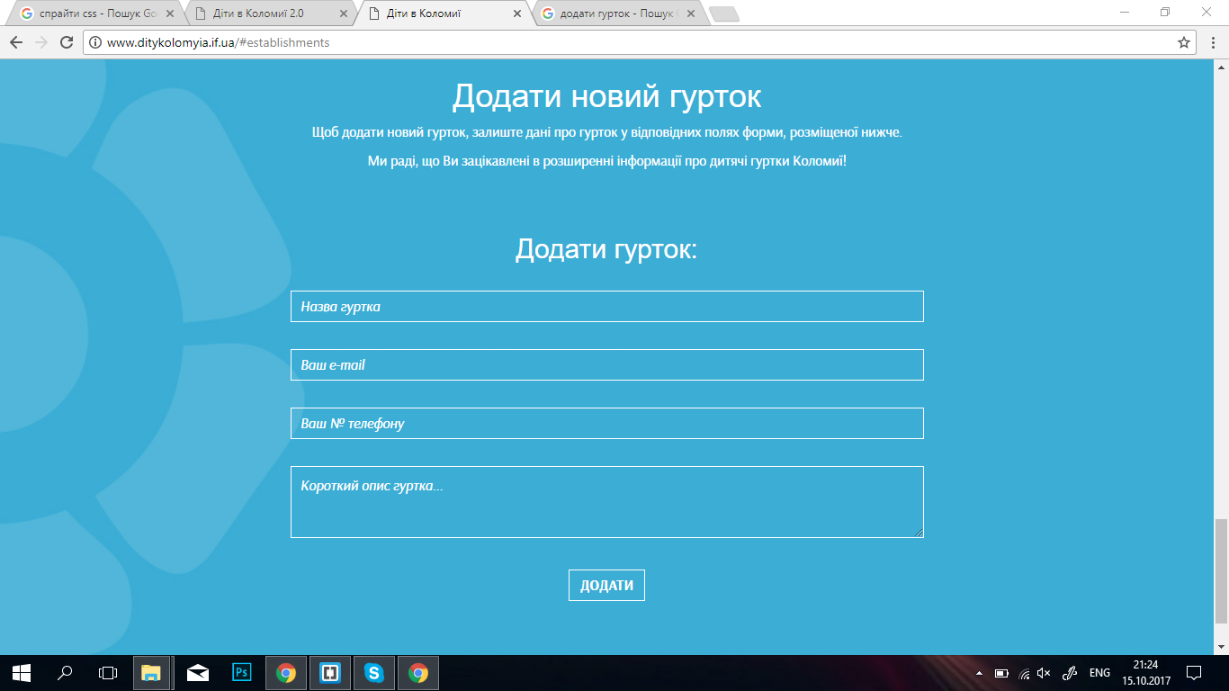 спрайти css - Пошук Go
Діти в Коломиї 2.0
Діти в Коломиї
додати гурток - Пошук
www.ditykolomyia.if.ua/#establishments
Додати новий гурток
Щоб додати новий гурток, залиште дані про гурток у відповідних полях форми, розміщеної нижче.
Ми раді, що Ви зацікавлені в розширенні інформації про дитячі гуртки Коломиї!
Додати гурток:
Назва гуртка
Ваш e-mail
Ваш № телефону
Короткий опис гуртка...
ДОДАТИ
Ps
ENG
21:24
15.10.2017